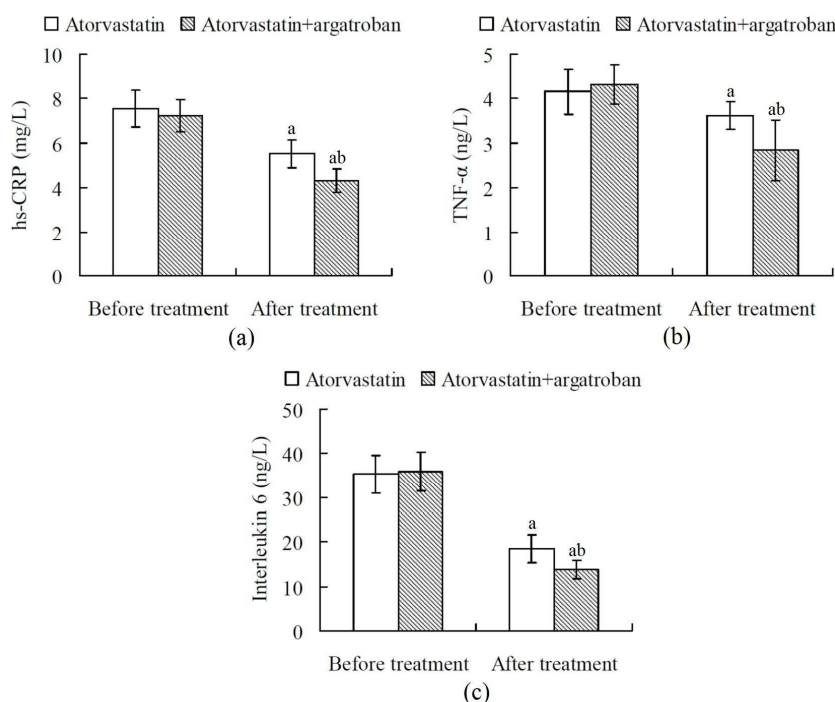 Atorvastatin Atorvastatin+argatroban
hs-CRP (mg/L)
10
8
6
4
2
0
a
ab
Before treatment After treatment
(a)
Atorvastatin Atorvastatin+argatroban
TNF-α (ng/L)
5
4
3
2
1
0
a
ab
Before treatment After treatment
(b)
Atorvastatin Atorvastatin+argatroban
Interleukin 6 (ng/L)
50
40
30
20
10
0
a
ab
Before treatment After treatment
(c)